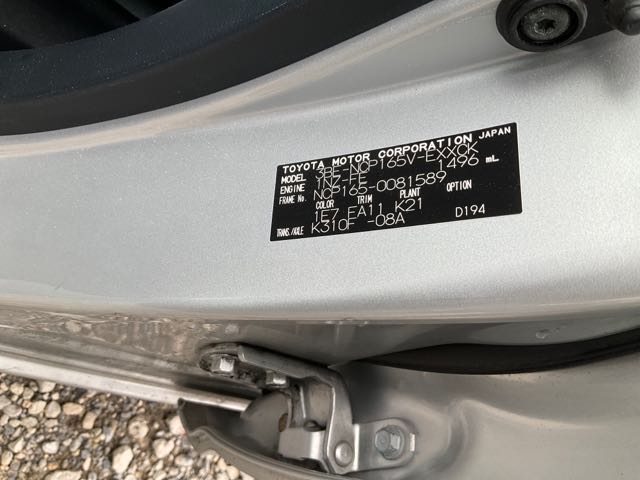 TOYOTA MOTOR CORPORATION JAPAN
MODEL 3BF-NCP165V-EXXCK
ENGINE 1NZ-FE 1496 mL
FRAME No. NCP165-0081589
COLOR TRIM PLANT OPTION
1E7 EA11 K21
TRANS./AXLE K310F -08A D194